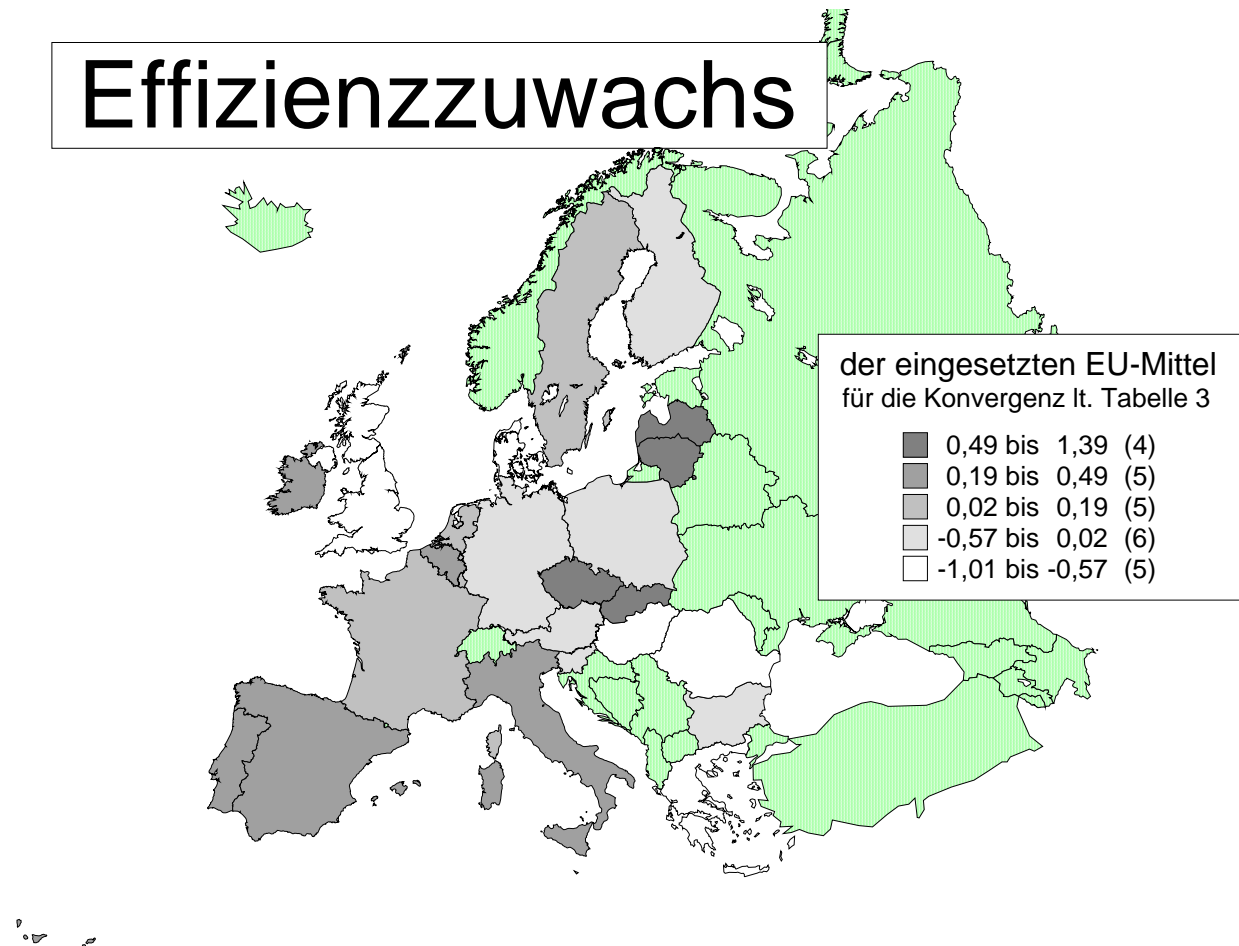 Effizienzzuwachs
der eingesetzten EU-Mittel
für die Konvergenz lt. Tabelle 3
0,49 bis 1,39 (4)
0,19 bis 0,49 (5)
0,02 bis 0,19 (5)
-0,57 bis 0,02 (6)
-1,01 bis -0,57 (5)